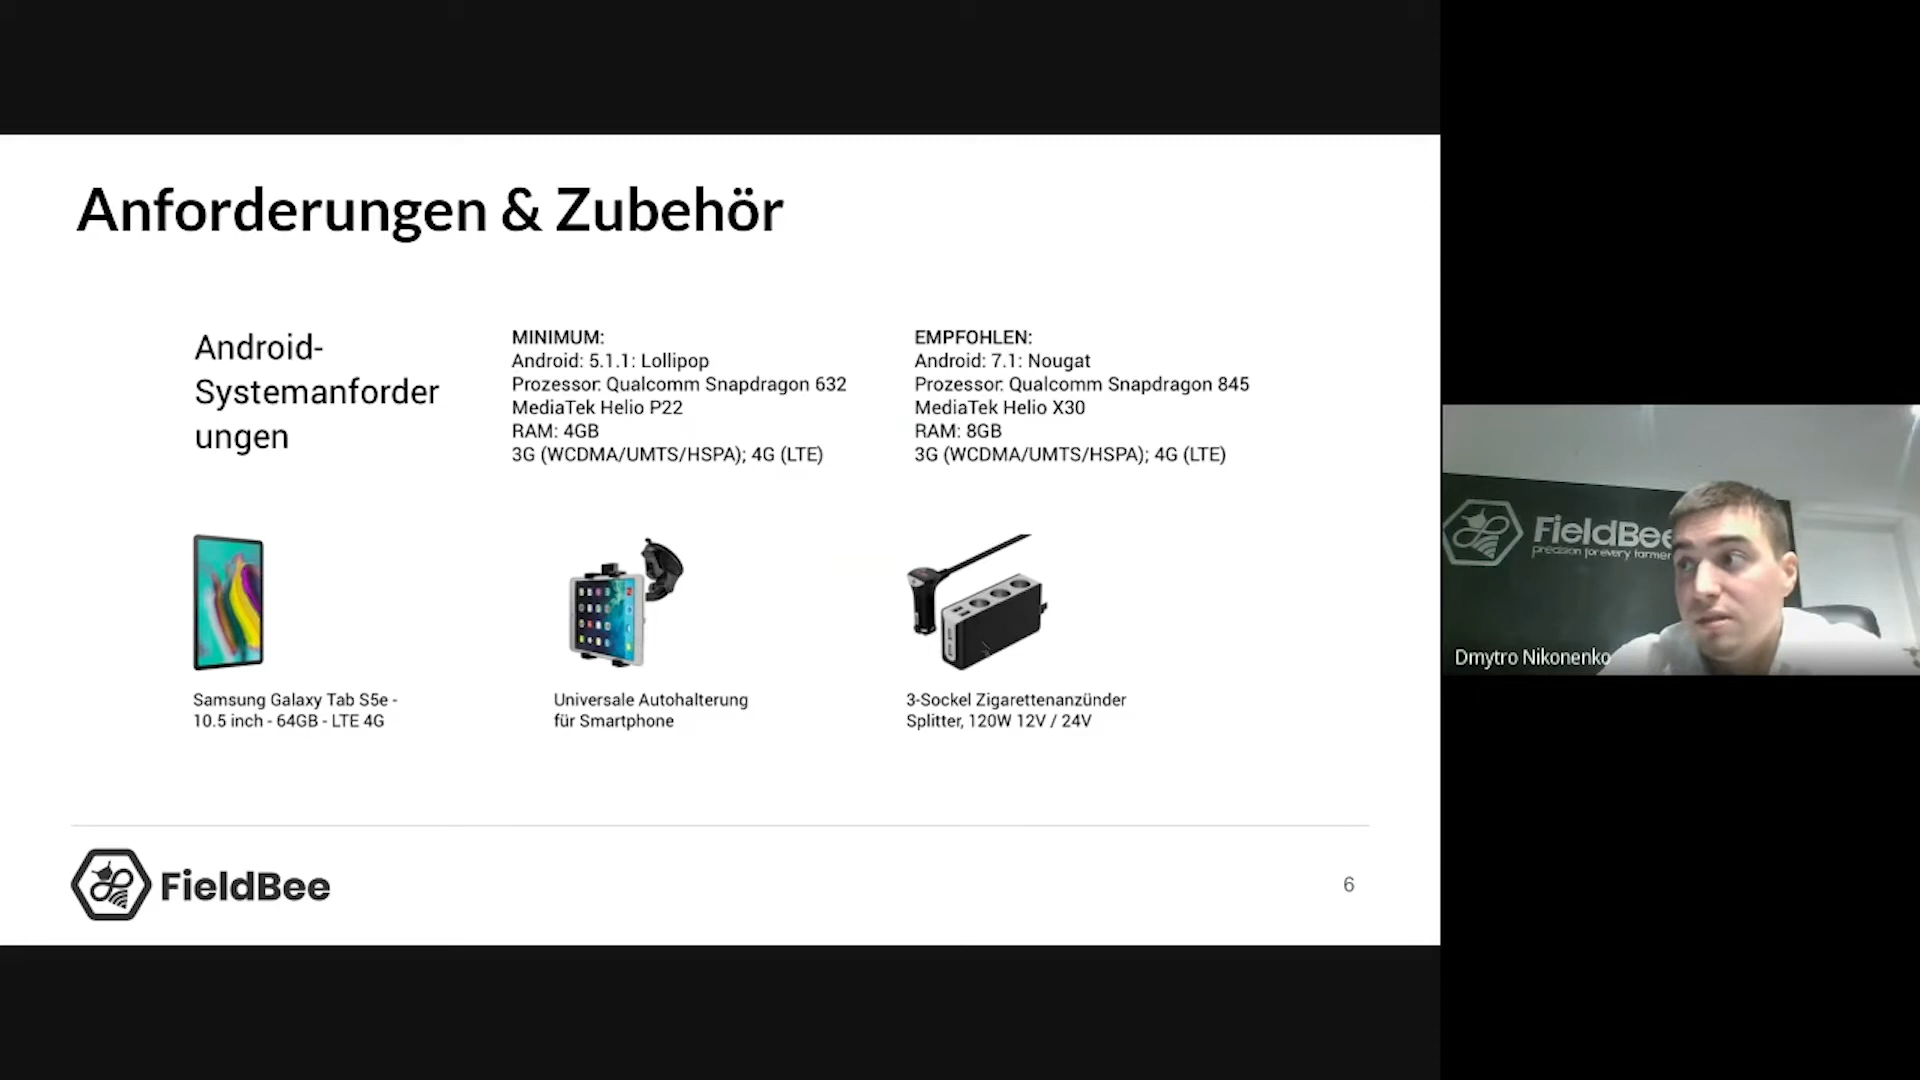 Anforderungen & Zubehör
Android-
Systemanforder
ungen
MINIMUM:
Android: 5.1.1: Lollipop
Prozessor: Qualcomm Snapdragon 632
MediaTek Helio P22
RAM: 4GB
3G (WCDMA/UMTS/HSPA); 4G (LTE)
EMPFOHLEN:
Android: 7.1: Nougat
Prozessor: Qualcomm Snapdragon 845
MediaTek Helio X30
RAM: 8GB
3G (WCDMA/UMTS/HSPA); 4G (LTE)
Samsung Galaxy Tab S5e -
10.5 inch - 64GB - LTE 4G
Universale Autohalterung
für Smartphone
3-Sockel Zigarettenanzünder
Splitter, 120W 12V / 24V
FieldBee
6
FieldBee
precision for every farmer
Dmytro Nikonenko